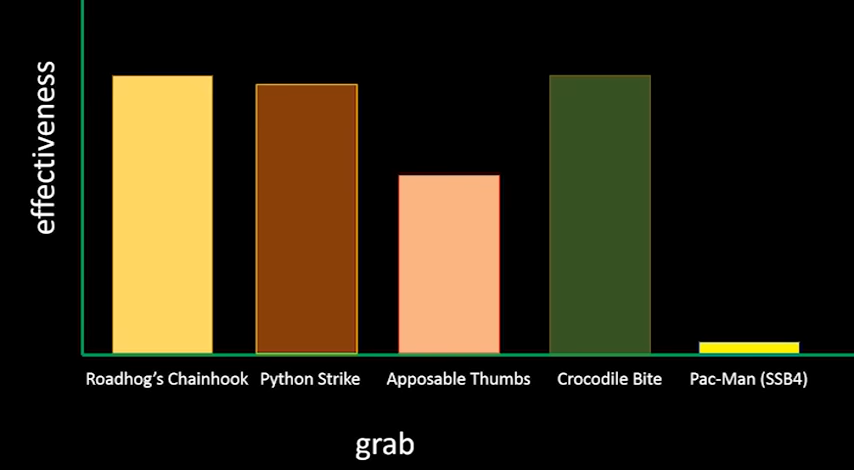 effectiveness
Roadhog's Chainhook
Python Strike
Apposable Thumbs
Crocodile Bite
Pac-Man (SSB4)
grab